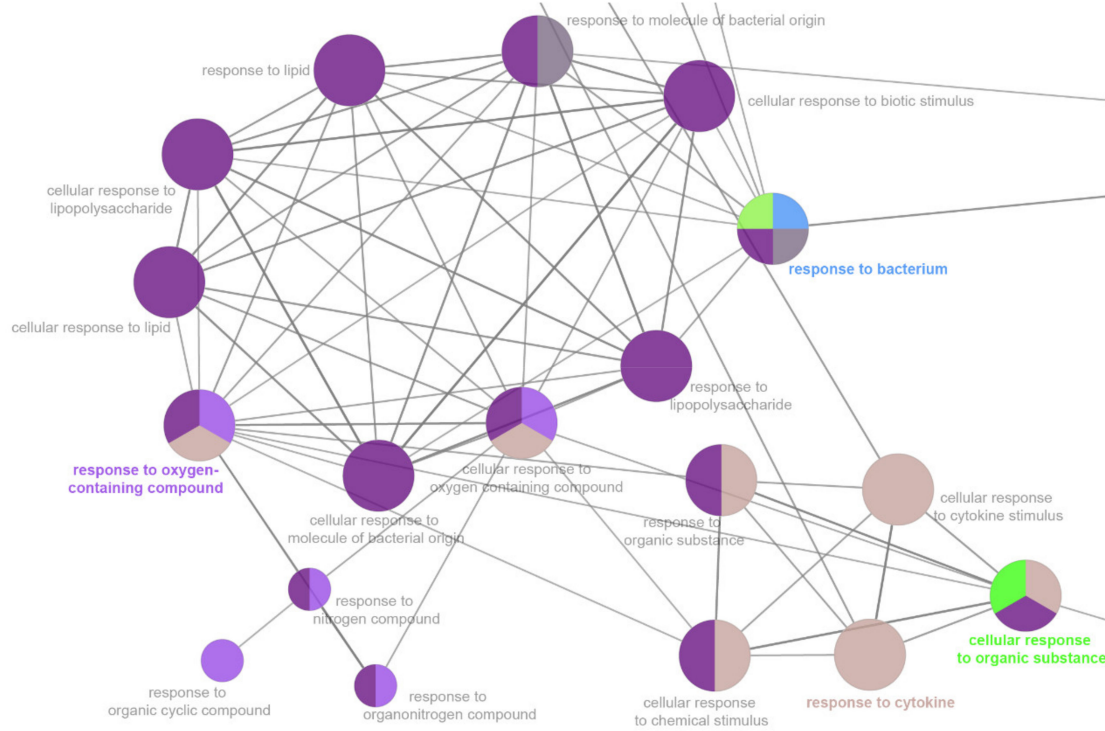 response to molecule of bacterial origin
response to lipid
cellular response to biotic stimulus
cellular response to
lipopolysaccharide
response to bacterium
cellular response to lipid
response to
lipopolysaccharide
response to oxygen-
containing compound
cellular response to
oxygen containing compound
cellular response to
molecule of bacterial origin
response to
organic substance
cellular response
to cytokine stimulus
response to
nitrogen compound
cellular response
to organic substance
response to
organic cyclic compound
response to
organonitrogen compound
cellular response
to chemical stimulus
response to cytokine